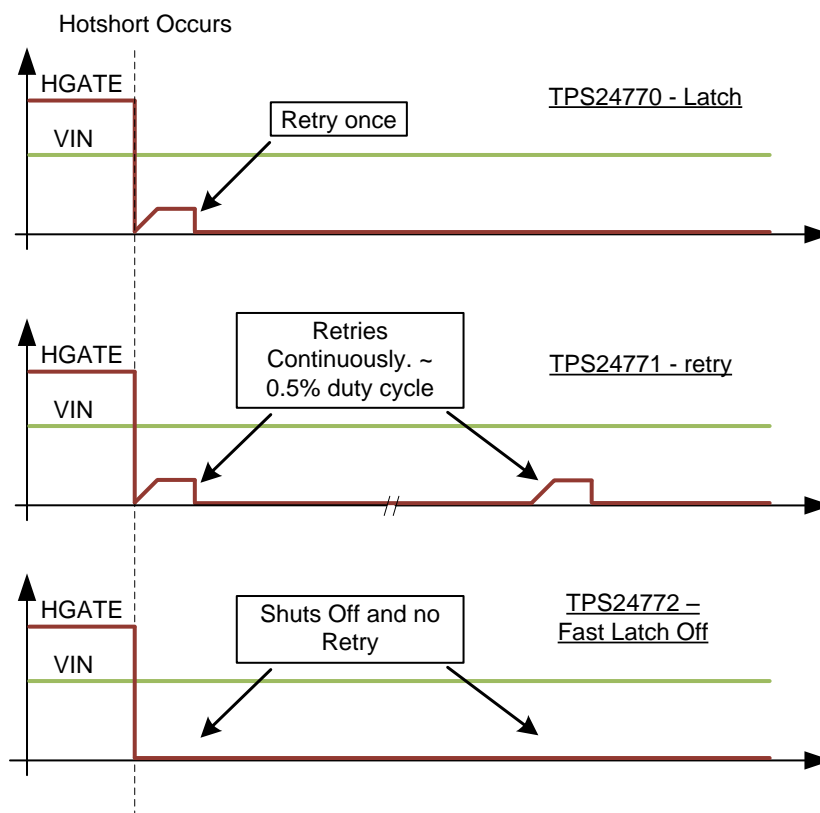 Hotshort Occurs
HGATE
TPS24770 - Latch
Retry once
VIN
HGATE
Retries
Continuously. ~
0.5% duty cycle
TPS24771 - retry
VIN
HGATE
Shuts Off and no
Retry
TPS24772 –
Fast Latch Off
VIN